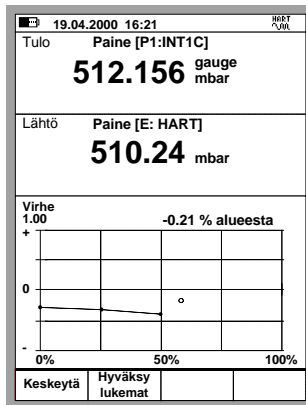 19.04.2000 16:21 HART
Tulo Paine [P1:INT1C]
512.156 gauge mbar
Lähtö Paine [E: HART]
510.24 mbar
Virhe
1.00 -0.21 % alueesta
+
0
-
0% 50% 100%
Keskeytä Hyväksy lukemat